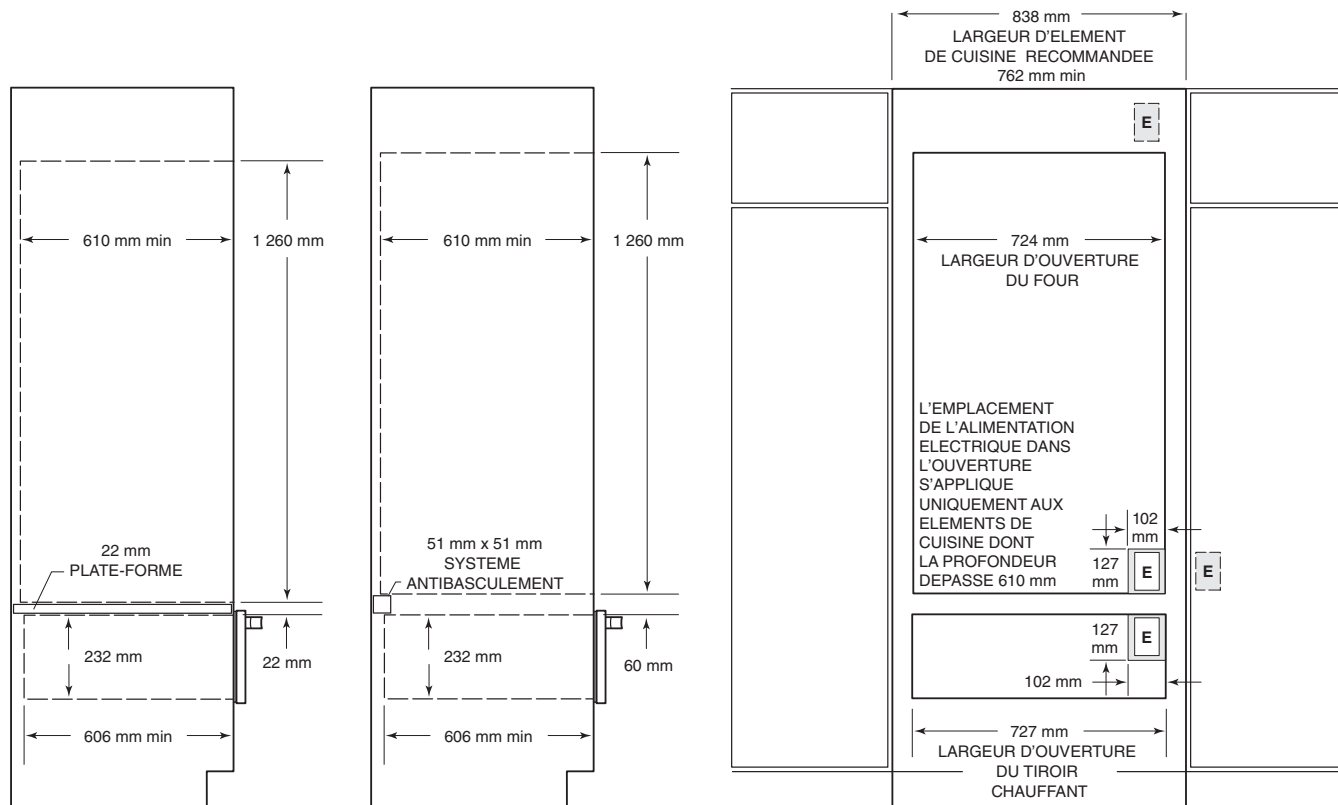 838 mm
LARGEUR D'ELEMENT
DE CUISINE RECOMMANDEE
762 mm min
E
610 mm min
1 260 mm
610 mm min
1 260 mm
724 mm
LARGEUR D'OUVERTURE
DU FOUR
L'EMPLACEMENT
DE L'ALIMENTATION
ELECTRIQUE DANS
L'OUVERTURE
S'APPLIQUE
UNIQUEMENT AUX
ELEMENTS DE
CUISINE DONT
LA PROFONDEUR
DEPASSE 610 mm
102
mm
127
mm
E
E
22 mm
PLATE-FORME
51 mm x 51 mm
SYSTEME
ANTIBASCULEMENT
232 mm
22 mm
232 mm
60 mm
127
mm
E
102 mm
606 mm min
606 mm min
727 mm
LARGEUR D'OUVERTURE
DU TIROIR
CHAUFFANT